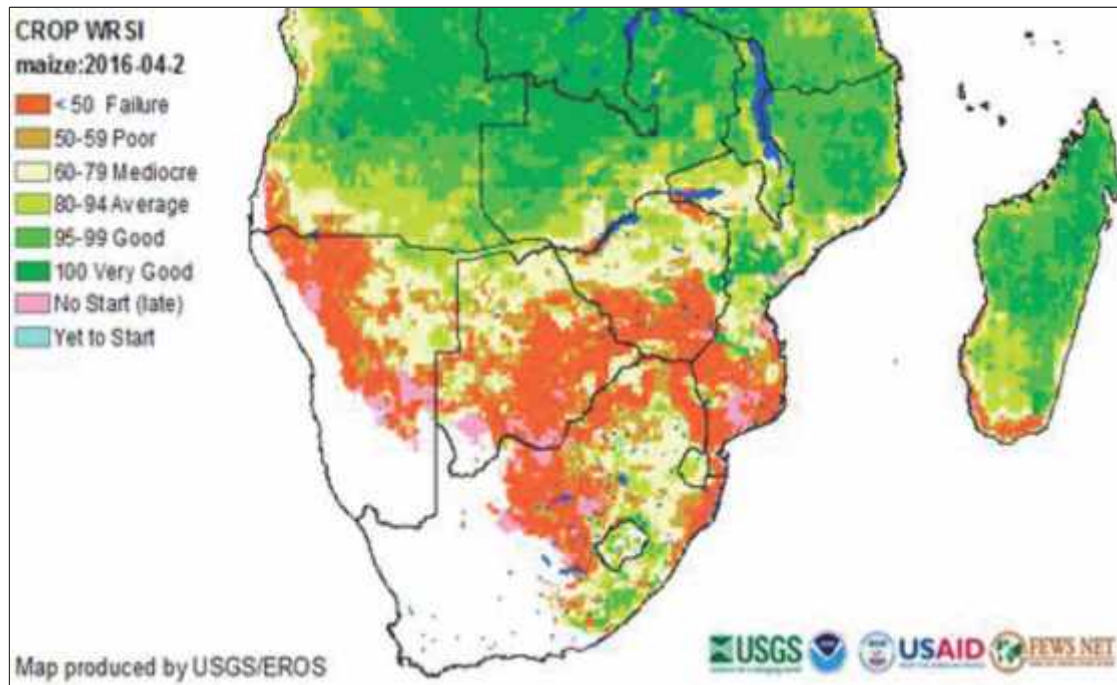 CROP WRSI
maize:2016-04-2
< 50 Failure
50-59 Poor
60-79 Mediocre
80-94 Average
95-99 Good
100 Very Good
No Start (late)
Yet to Start
Map produced by USGS/EROS
USGS
USAID
FEWS NET